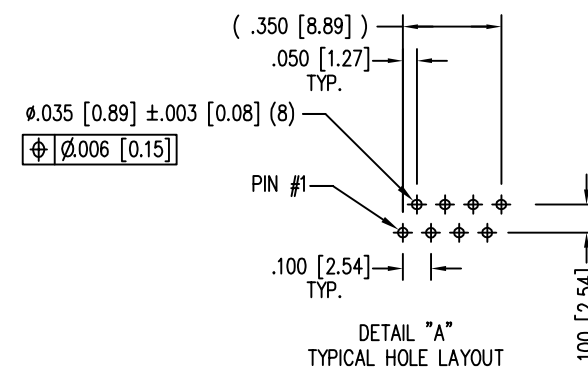 ( .350 [8.89] )
.050 [1.27]
TYP.
ø.035 [0.89] ±.003 [0.08] (8)
⌖ Ø.006 [0.15]
PIN #1
.100 [2.54]
TYP.
.100 [2.54]
DETAIL "A"
TYPICAL HOLE LAYOUT